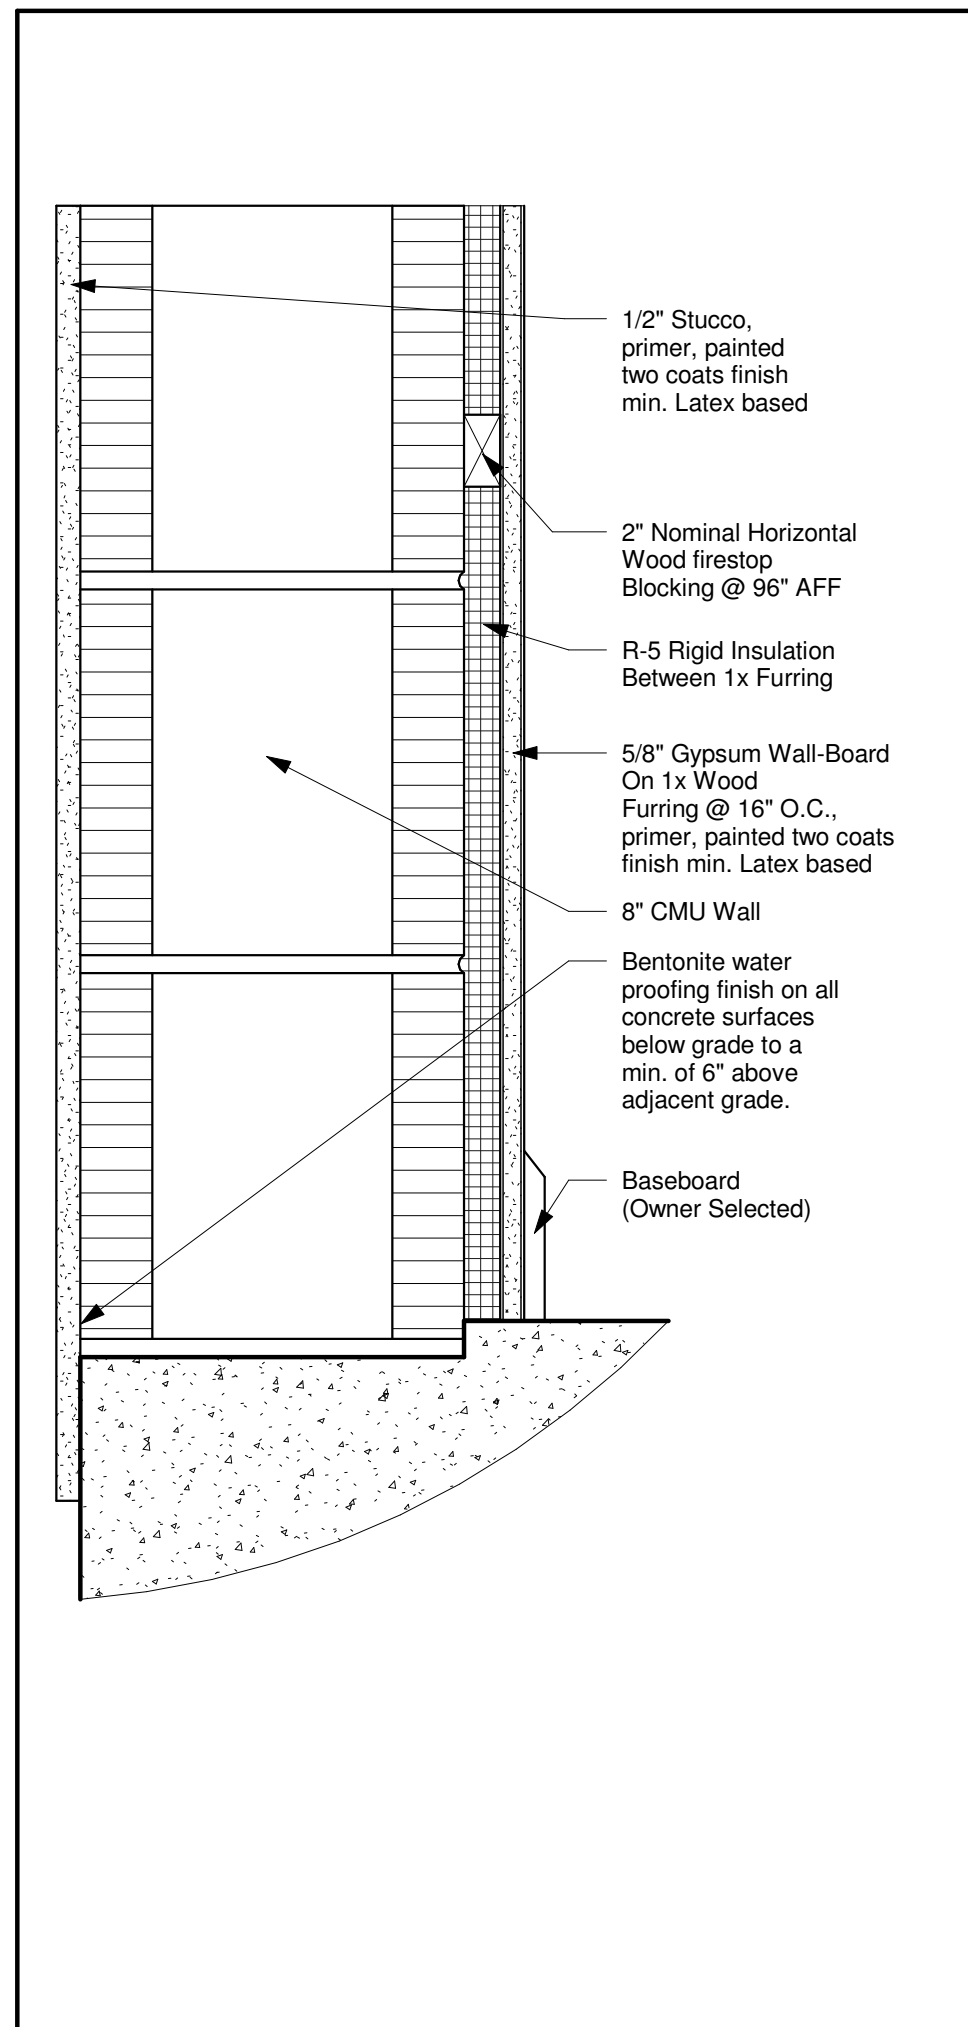 1/2" Stucco,
primer, painted
two coats finish
min. Latex based
2" Nominal Horizontal
Wood firestop
Blocking @ 96" AFF
R-5 Rigid Insulation
Between 1x Furring
5/8" Gypsum Wall-Board
On 1x Wood
Furring @ 16" O.C.,
primer, painted two coats
finish min. Latex based
8" CMU Wall
Bentonite water
proofing finish on all
concrete surfaces
below grade to a
min. of 6" above
adjacent grade.
Baseboard
(Owner Selected)